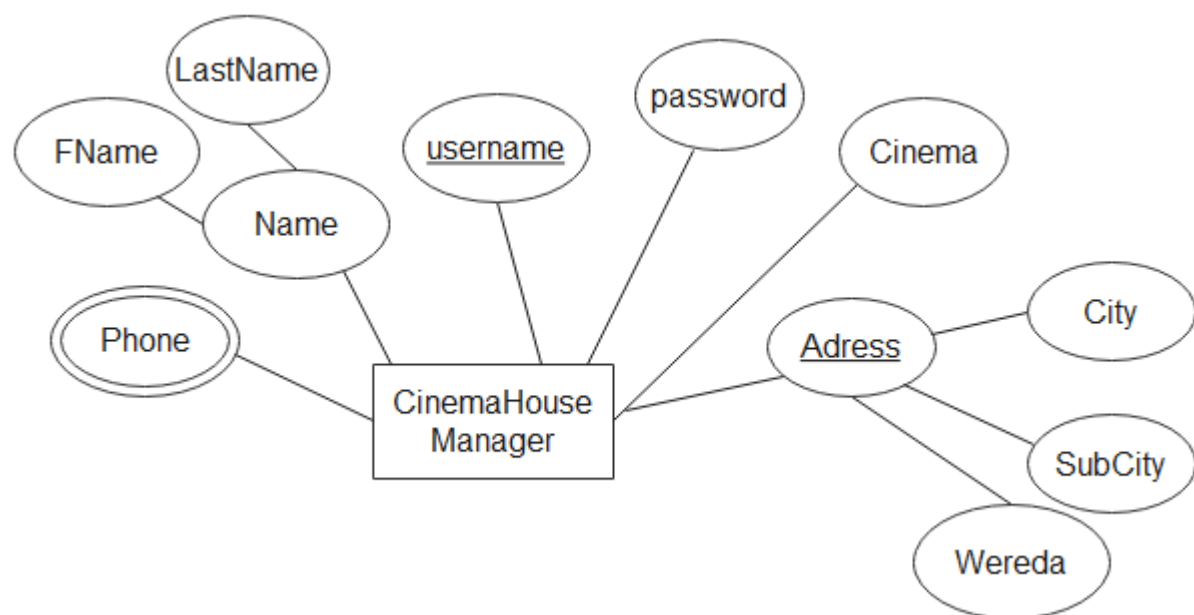 LastName
password
FName
username
Cinema
Name
City
Phone
Adress
CinemaHouse
Manager
SubCity
Wereda